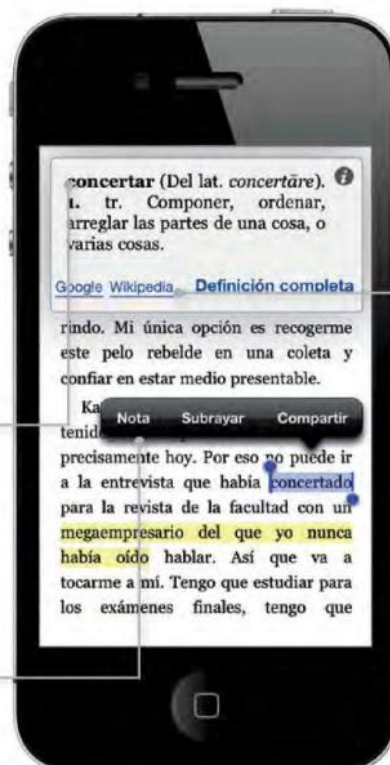 concertar (Del lat. concertāre).
1. tr. Componer, ordenar,
arreglar las partes de una cosa, o
varias cosas.
Google Wikipedia Definición completa
rindo. Mi única opción es recogerme
este pelo rebelde en una coleta y
confiar en estar medio presentable.
Ka
Nota Subrayar Compartir
tenid
precisamente hoy. Por eso no puede ir
a la entrevista que había concertado
para la revista de la facultad con un
megaempresario del que yo nunca
había oído hablar. Así que va a
tocarme a mí. Tengo que estudiar para
los exámenes finales, tengo que